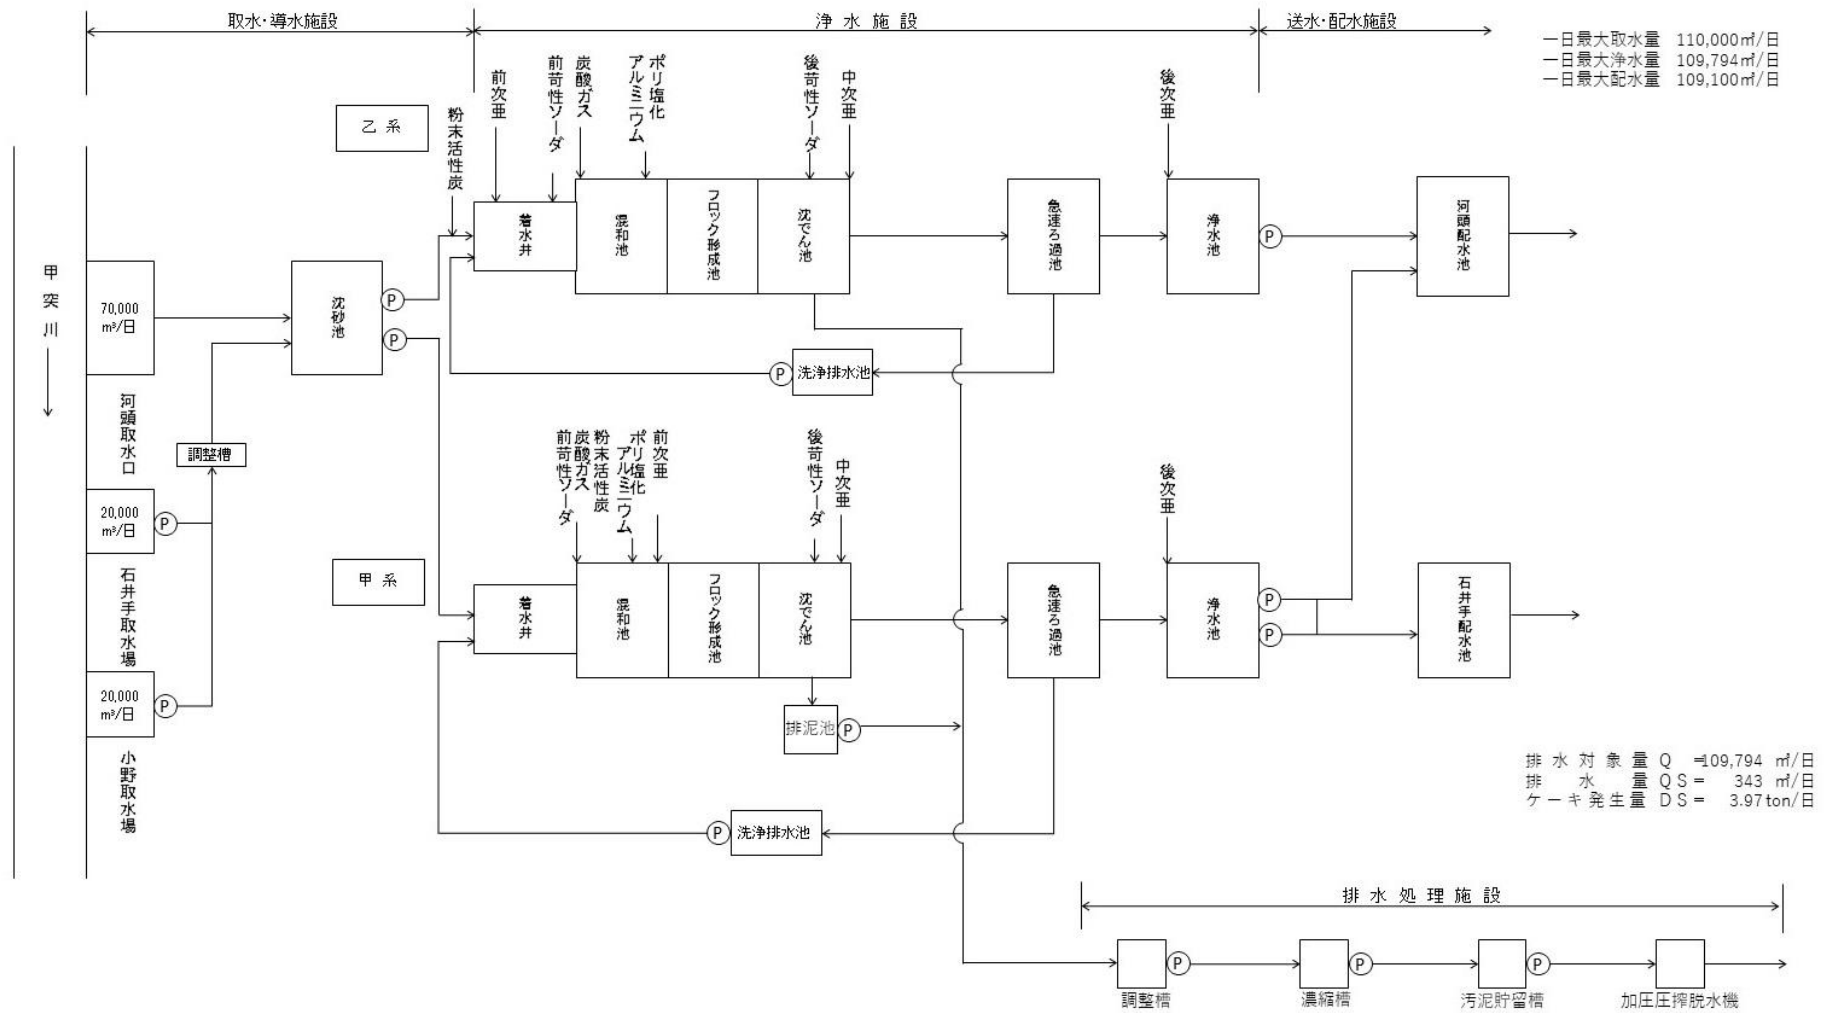 取水・導水施設
浄水施設
送水・配水施設
一日最大取水量 110,000㎥/日
一日最大浄水量 109,794㎥/日
一日最大配水量 109,100㎥/日
乙系
粉末活性炭
前次亜
前苛性ソーダ
炭酸ガス
ポリ塩化
アルミニウム
後苛性ソーダ
中次亜
後次亜
甲突川
70,000
m³/日
河頭取水口
調整槽
20,000
m³/日
P
石井手取水場
20,000
m³/日
P
小野取水場
沈砂池
P
P
着水井
混和池
フロック形成池
沈でん池
急速ろ過池
浄水池
P
河頭配水池
P
洗浄排水池
甲系
前苛性ソーダ
炭酸ガス
粉末活性炭
ポリ塩化
アルミニウム
前次亜
後苛性ソーダ
中次亜
後次亜
着水井
混和池
フロック形成池
沈でん池
急速ろ過池
浄水池
P
P
石井手配水池
排泥池
P
P
洗浄排水池
排水対象量 Q =109,794 ㎥/日
排水量 QS= 343 ㎥/日
ケーキ発生量 DS= 3.97ton/日
排水処理施設
P
P
P
調整槽
濃縮槽
汚泥貯留槽
加圧圧搾脱水機